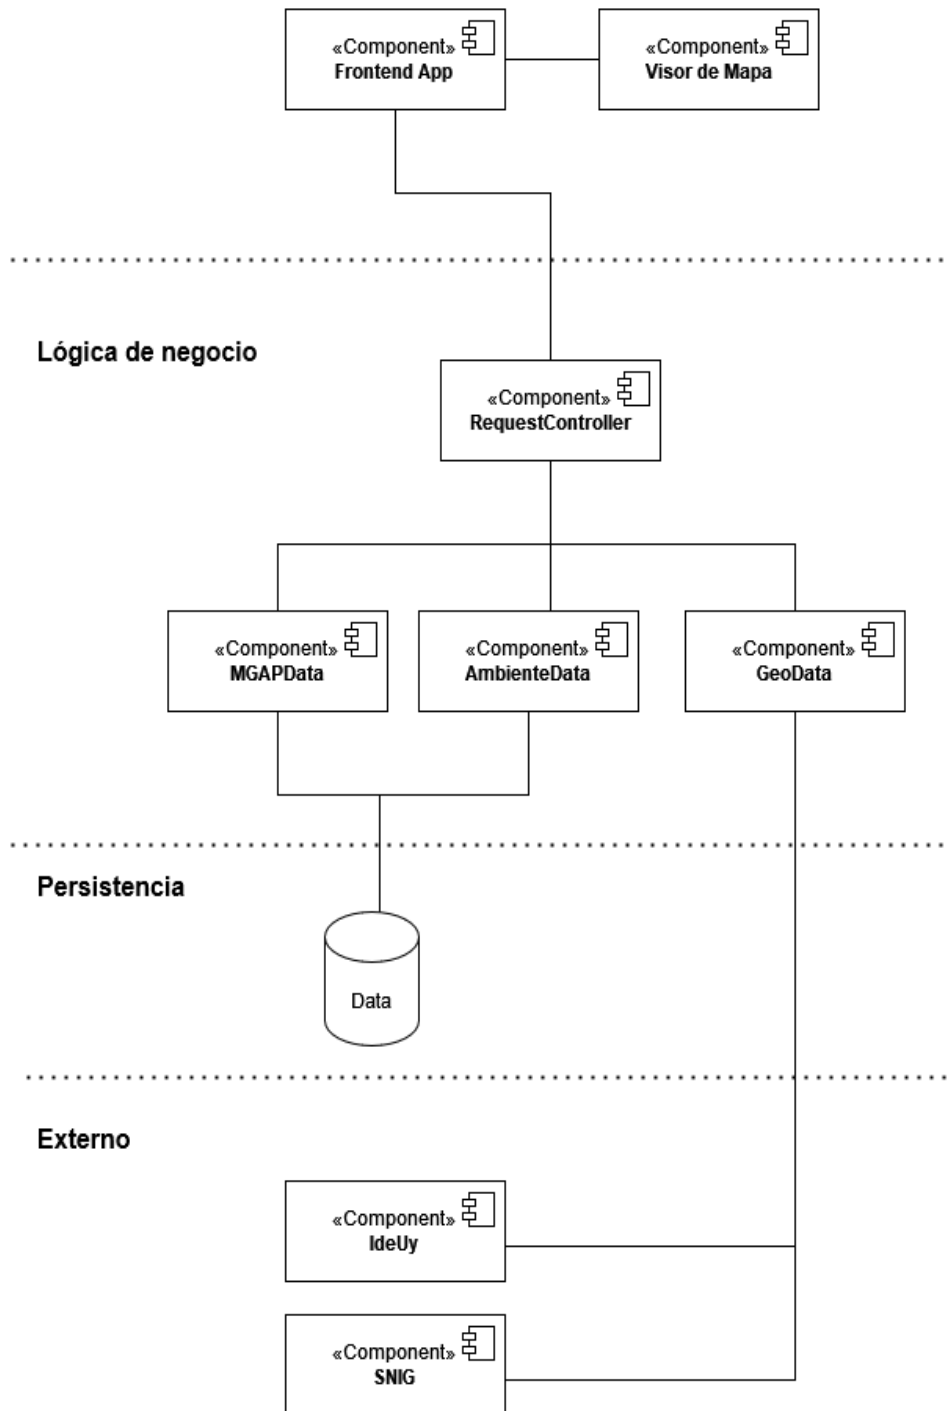 «Component»
Frontend App
«Component»
Visor de Mapa
Lógica de negocio
«Component»
RequestController
«Component»
MGAPData
«Component»
AmbienteData
«Component»
GeoData
Persistencia
Data
Externo
«Component»
IdeUy
«Component»
SNIG